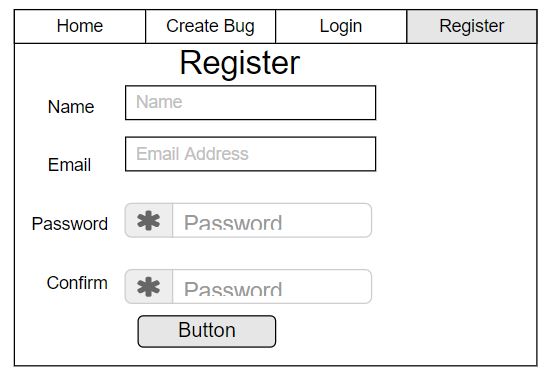 Home Create Bug Login Register
Register
Name Name
Email Email Address
Password Password
Confirm Password
Button